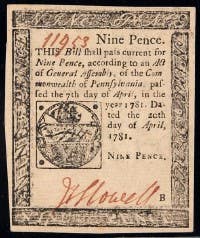 11953 Nine Pence.
THIS Bill shall pass current for
Nine Pence, according to an Act
of General Assembly, of the Com
monwealth of Pennsylvania, pas-
sed the 7th day of April, in the
year 1781. Da-
ted the 20th
day of April,
1781.
NINE PENCE.
B